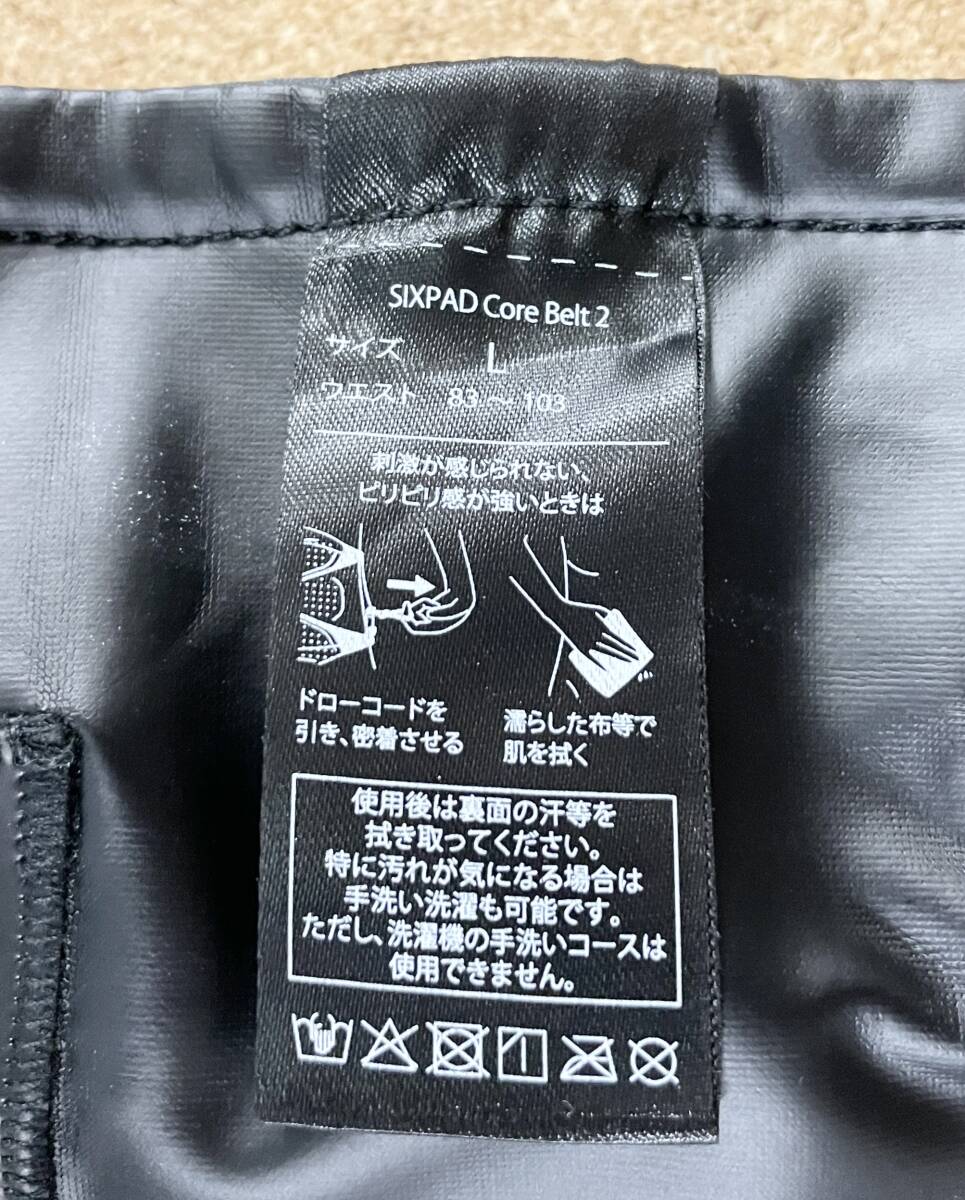 SIXPAD Core Belt 2
サイズ L
ウエスト 83～103
刺激が感じられない、
ピリピリ感が強いときは
ドローコードを
引き、密着させる
濡らした布等で
肌を拭く
使用後は裏面の汗等を
拭き取ってください。
特に汚れが気になる場合は
手洗い洗濯も可能です。
ただし、洗濯機の手洗いコースは
使用できません。